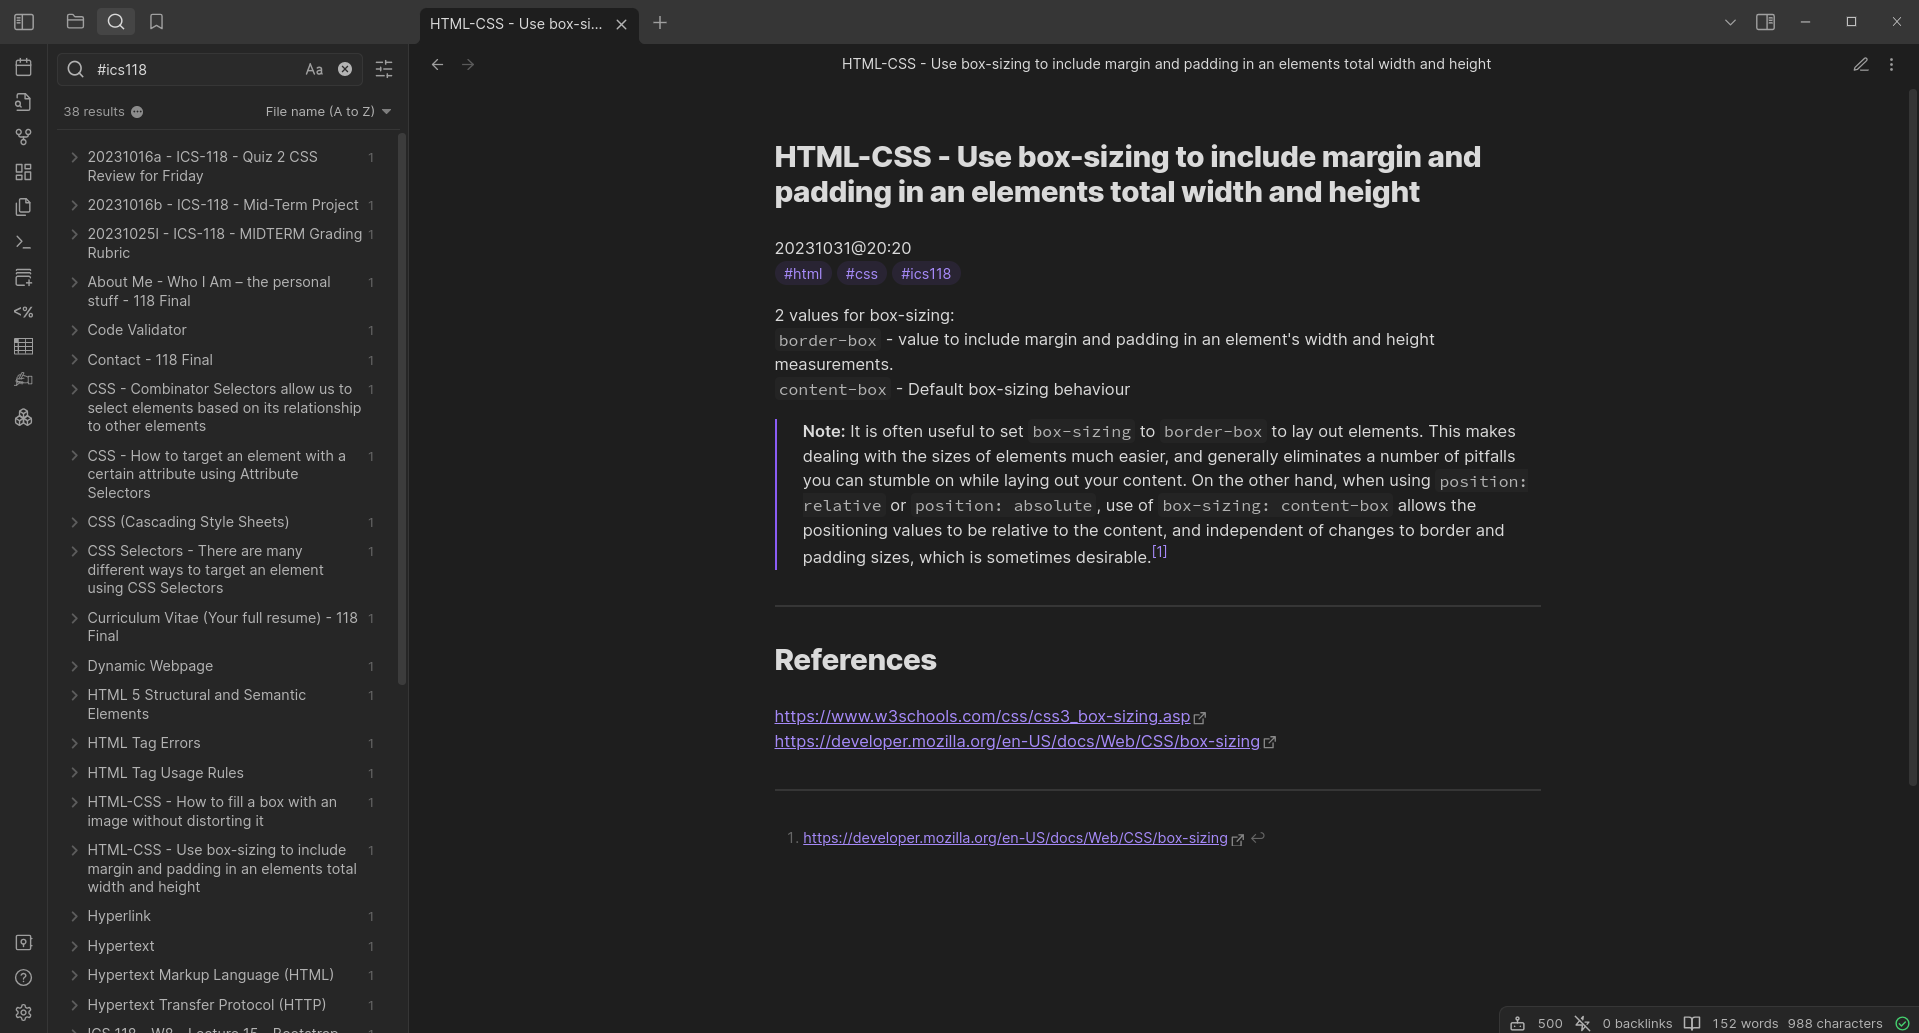 HTML-CSS - Use box-si...
#ics118
Aa
38 results
File name (A to Z)
20231016a - ICS-118 - Quiz 2 CSS
Review for Friday
1
20231016b - ICS-118 - Mid-Term Project
1
20231025I - ICS-118 - MIDTERM Grading
Rubric
1
About Me - Who I Am – the personal
stuff - 118 Final
1
Code Validator
1
Contact - 118 Final
1
CSS - Combinator Selectors allow us to
select elements based on its relationship
to other elements
1
CSS - How to target an element with a
certain attribute using Attribute
Selectors
1
CSS (Cascading Style Sheets)
1
CSS Selectors - There are many
different ways to target an element
using CSS Selectors
1
Curriculum Vitae (Your full resume) - 118
Final
1
Dynamic Webpage
1
HTML 5 Structural and Semantic
Elements
1
HTML Tag Errors
1
HTML Tag Usage Rules
1
HTML-CSS - How to fill a box with an
image without distorting it
1
HTML-CSS - Use box-sizing to include
margin and padding in an elements total
width and height
1
Hyperlink
1
Hypertext
1
Hypertext Markup Language (HTML)
1
Hypertext Transfer Protocol (HTTP)
1
ICS 118 - W8 - Lecture 15 - Bootstrap
<%
HTML-CSS - Use box-sizing to include margin and padding in an elements total width and height
HTML-CSS - Use box-sizing to include margin and
padding in an elements total width and height
20231031@20:20
#html #css #ics118
2 values for box-sizing:
border-box - value to include margin and padding in an element's width and height
measurements.
content-box - Default box-sizing behaviour
Note: It is often useful to set box-sizing to border-box to lay out elements. This makes
dealing with the sizes of elements much easier, and generally eliminates a number of pitfalls
you can stumble on while laying out your content. On the other hand, when using position:
relative or position: absolute, use of box-sizing: content-box allows the
positioning values to be relative to the content, and independent of changes to border and
padding sizes, which is sometimes desirable.[1]
References
https://www.w3schools.com/css/css3_box-sizing.asp
https://developer.mozilla.org/en-US/docs/Web/CSS/box-sizing
1. https://developer.mozilla.org/en-US/docs/Web/CSS/box-sizing ↩
500 0 backlinks 152 words 988 characters